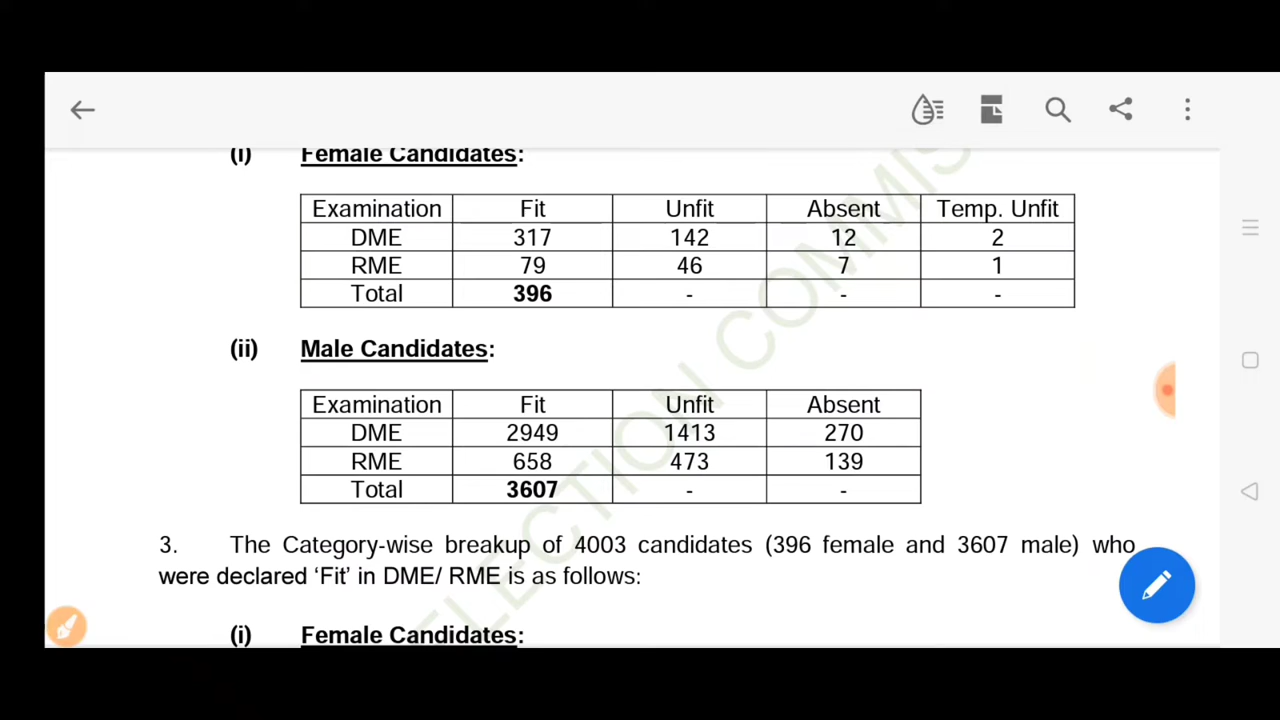 (i) Female Candidates:
Examination Fit Unfit Absent Temp. Unfit
DME 317 142 12 2
RME 79 46 7 1
Total 396 - - -
(ii) Male Candidates:
Examination Fit Unfit Absent
DME 2949 1413 270
RME 658 473 139
Total 3607 - -
3. The Category-wise breakup of 4003 candidates (396 female and 3607 male) who
were declared ‘Fit’ in DME/ RME is as follows:
(i) Female Candidates:
ELECTION COMMIS